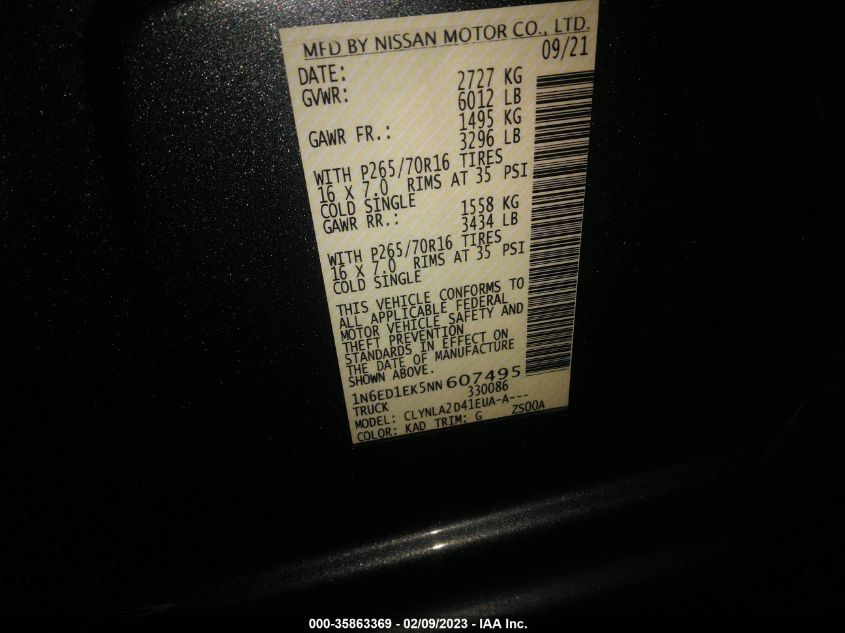 MFD BY NISSAN MOTOR CO., LTD.
DATE: 09/21
GVWR: 2727 KG
6012 LB
GAWR FR.: 1495 KG
3296 LB
WITH P265/70R16 TIRES
16 X 7.0 RIMS AT 35 PSI
COLD SINGLE
GAWR RR.: 1558 KG
3434 LB
WITH P265/70R16 TIRES
16 X 7.0 RIMS AT 35 PSI
COLD SINGLE
THIS VEHICLE CONFORMS TO
ALL APPLICABLE FEDERAL
MOTOR VEHICLE SAFETY AND
THEFT PREVENTION
STANDARDS IN EFFECT ON
THE DATE OF MANUFACTURE
SHOWN ABOVE.
1N6ED1EK5NN607495
TRUCK 330086
MODEL: CLYNLA2D41EUA-A---
COLOR: KAD TRIM: G ZS00A
000-35863369 - 02/09/2023 - IAA Inc.